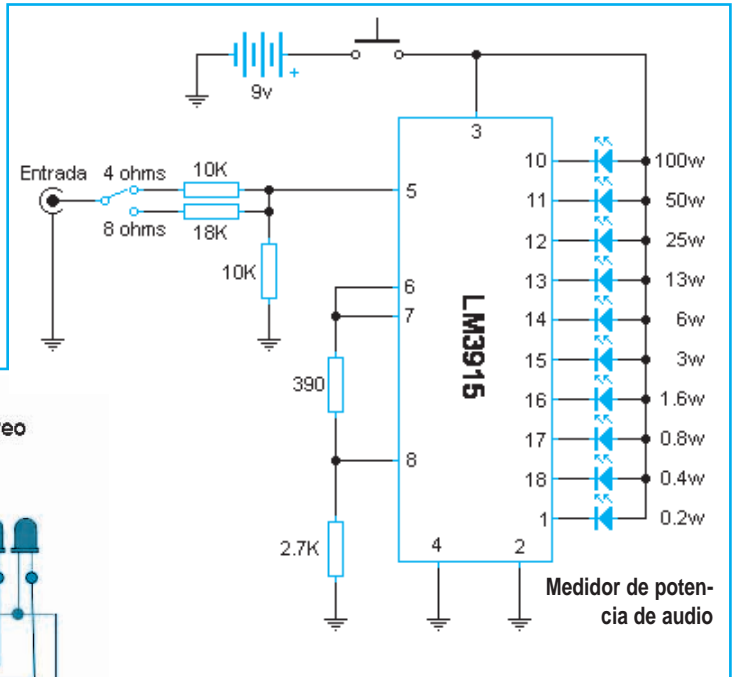 9v
+
3
Entrada
4 ohms
10K
8 ohms
18K
10K
5
6
7
390
8
2.7K
4
2
LM3915
10
100w
11
50w
12
25w
13
13w
14
6w
15
3w
16
1.6w
17
0.8w
18
0.4w
1
0.2w
Medidor de poten-
cia de audio